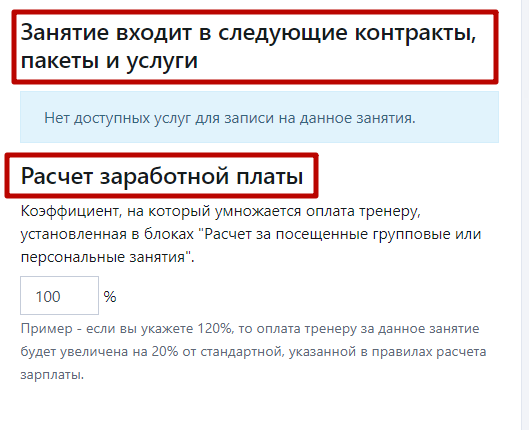 Занятие входит в следующие контракты,
пакеты и услуги
Нет доступных услуг для записи на данное занятия.
Расчет заработной платы
Коэффициент, на который умножается оплата тренеру,
установленная в блоках "Расчет за посещенные групповые или
персональные занятия".
100 %
Пример - если вы укажете 120%, то оплата тренеру за данное занятие
будет увеличена на 20% от стандартной, указанной в правилах расчета
зарплаты.